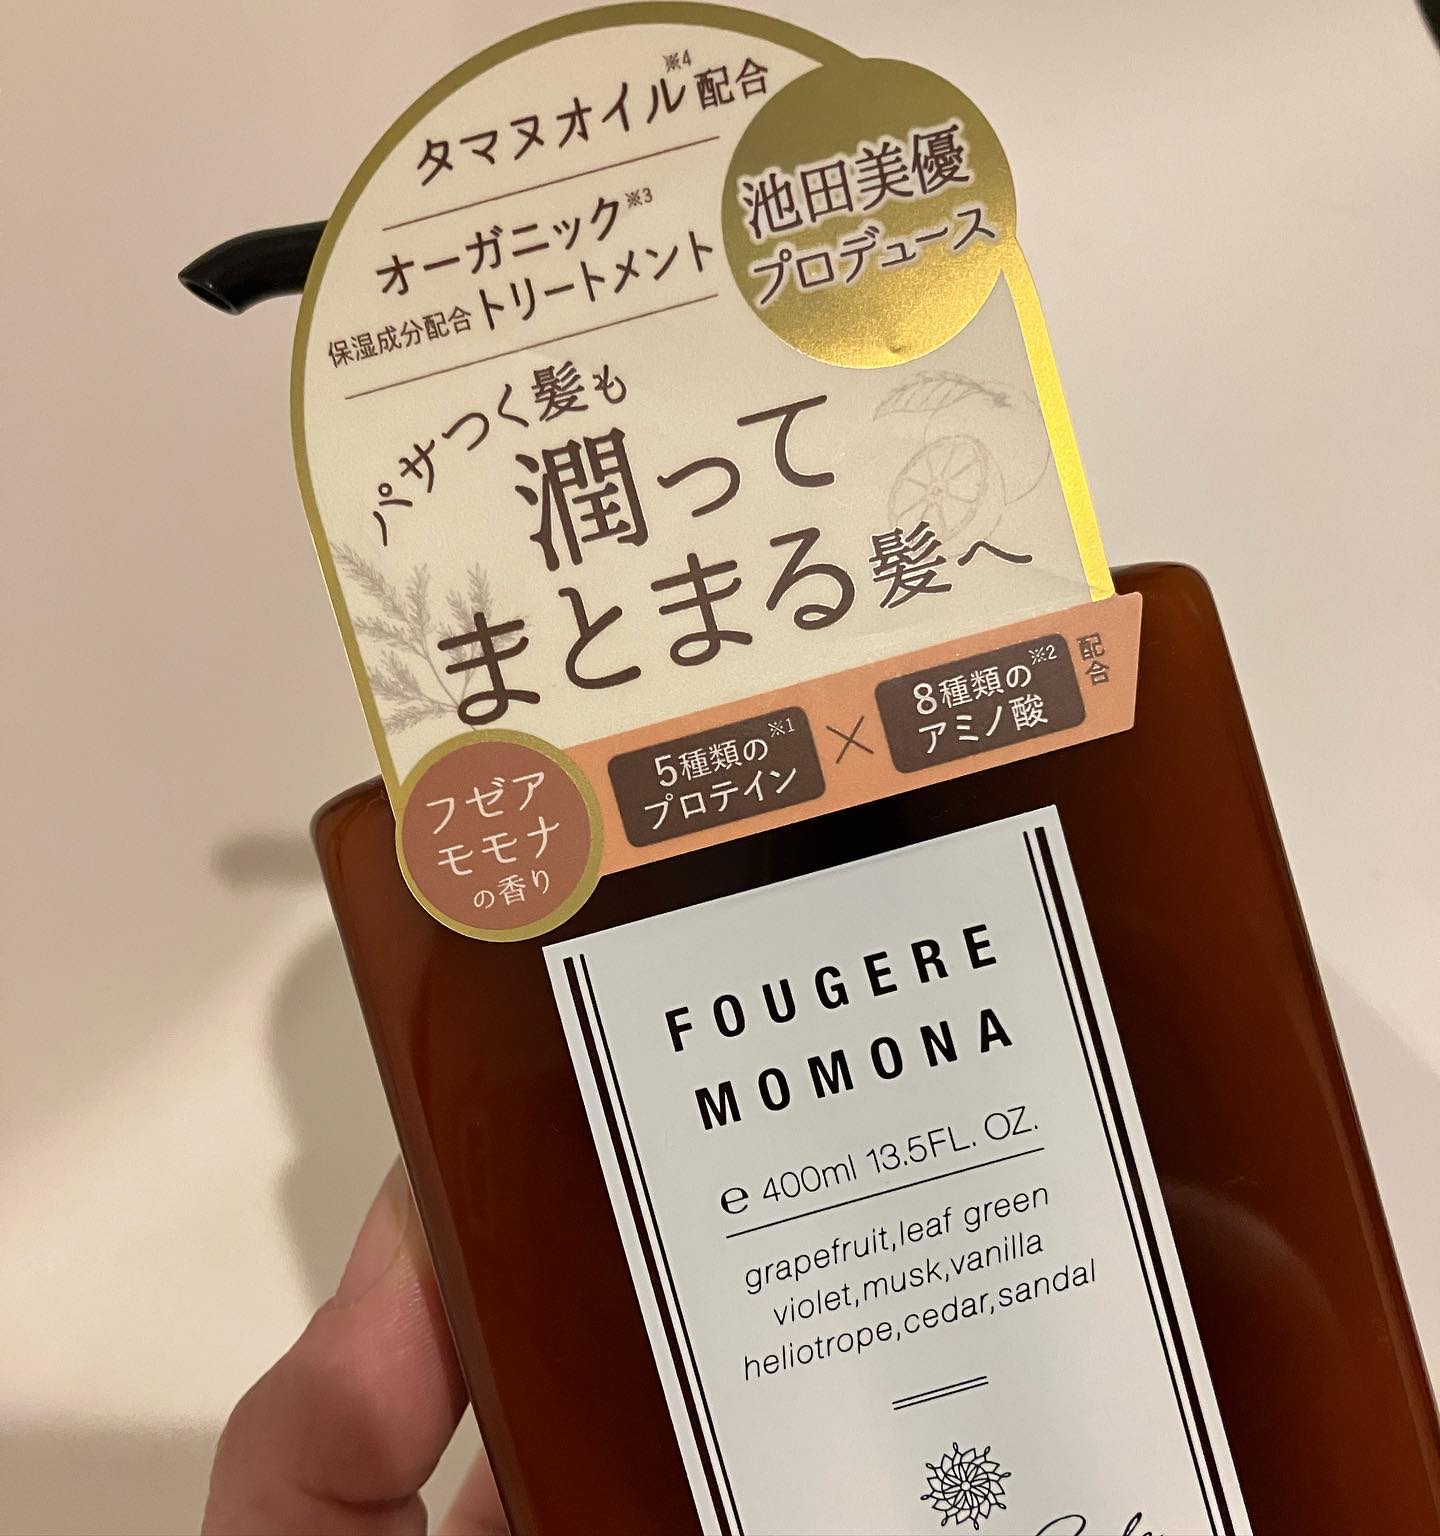 タマヌオイル※4配合
オーガニック※3
保湿成分配合トリートメント
池田美優
プロデュース
パサつく髪も
潤って
まとまる髪へ
5種類の※1
プロテイン
×
8種類の※2
アミノ酸
配合
フゼア
モモナ
の香り
FOUGERE
MOMONA
e 400ml 13.5FL. OZ.
grapefruit,leaf green
violet,musk,vanilla
heliotrope,cedar,sandal